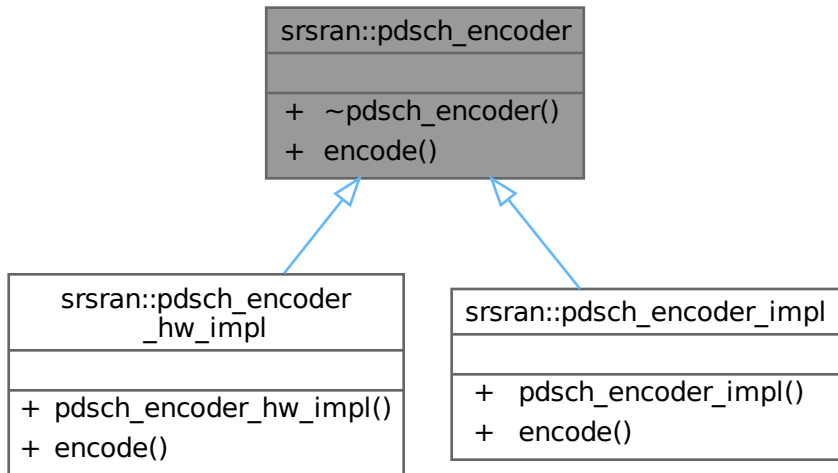 srsran::pdsch_encoder
+ ~pdsch_encoder()
+ encode()
srsran::pdsch_encoder
_hw_impl
+ pdsch_encoder_hw_impl()
+ encode()
srsran::pdsch_encoder_impl
+ pdsch_encoder_impl()
+ encode()